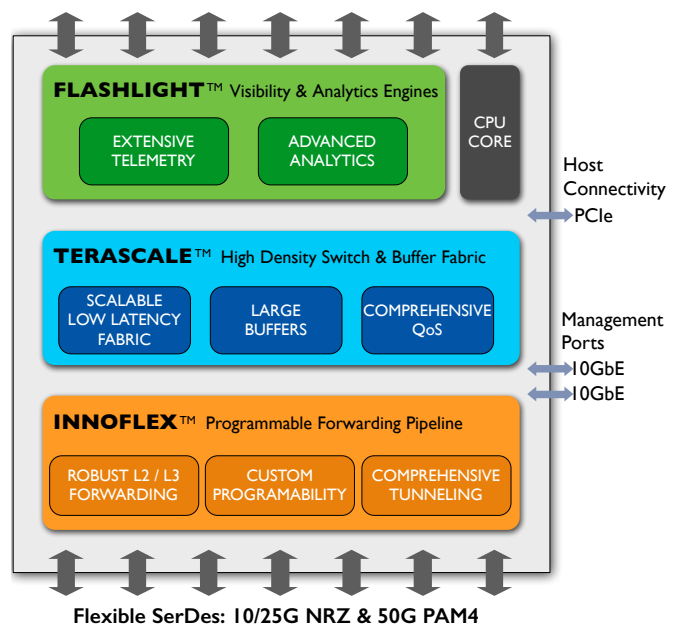 FLASHLIGHT™ Visibility & Analytics Engines
EXTENSIVE
TELEMETRY
ADVANCED
ANALYTICS
CPU
CORE
Host
Connectivity
PCIe
TERASCALE™ High Density Switch & Buffer Fabric
SCALABLE
LOW LATENCY
FABRIC
LARGE
BUFFERS
COMPREHENSIVE
QoS
Management
Ports
10GbE
10GbE
INNOFLEX™ Programmable Forwarding Pipeline
ROBUST L2 / L3
FORWARDING
CUSTOM
PROGRAMABILITY
COMPREHENSIVE
TUNNELING
Flexible SerDes: 10/25G NRZ & 50G PAM4